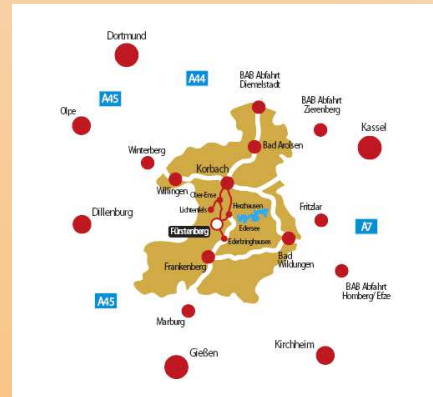 Dortmund
A44
BAB Abfahrt
Diemelstadt
A45
BAB Abfahrt
Zierenberg
Olpe
Kassel
Bad Arolsen
Winterberg
Korbach
Willingen
Ober-Ense
Herzhausen
Lichtenfels
Fritzlar
Dillenburg
Edersee
A7
Fürstenberg
Ederbringhausen
Frankenberg
Bad
Wildungen
BAB Abfahrt
Homberg/ Efze
A45
Marburg
Kirchheim
Gießen